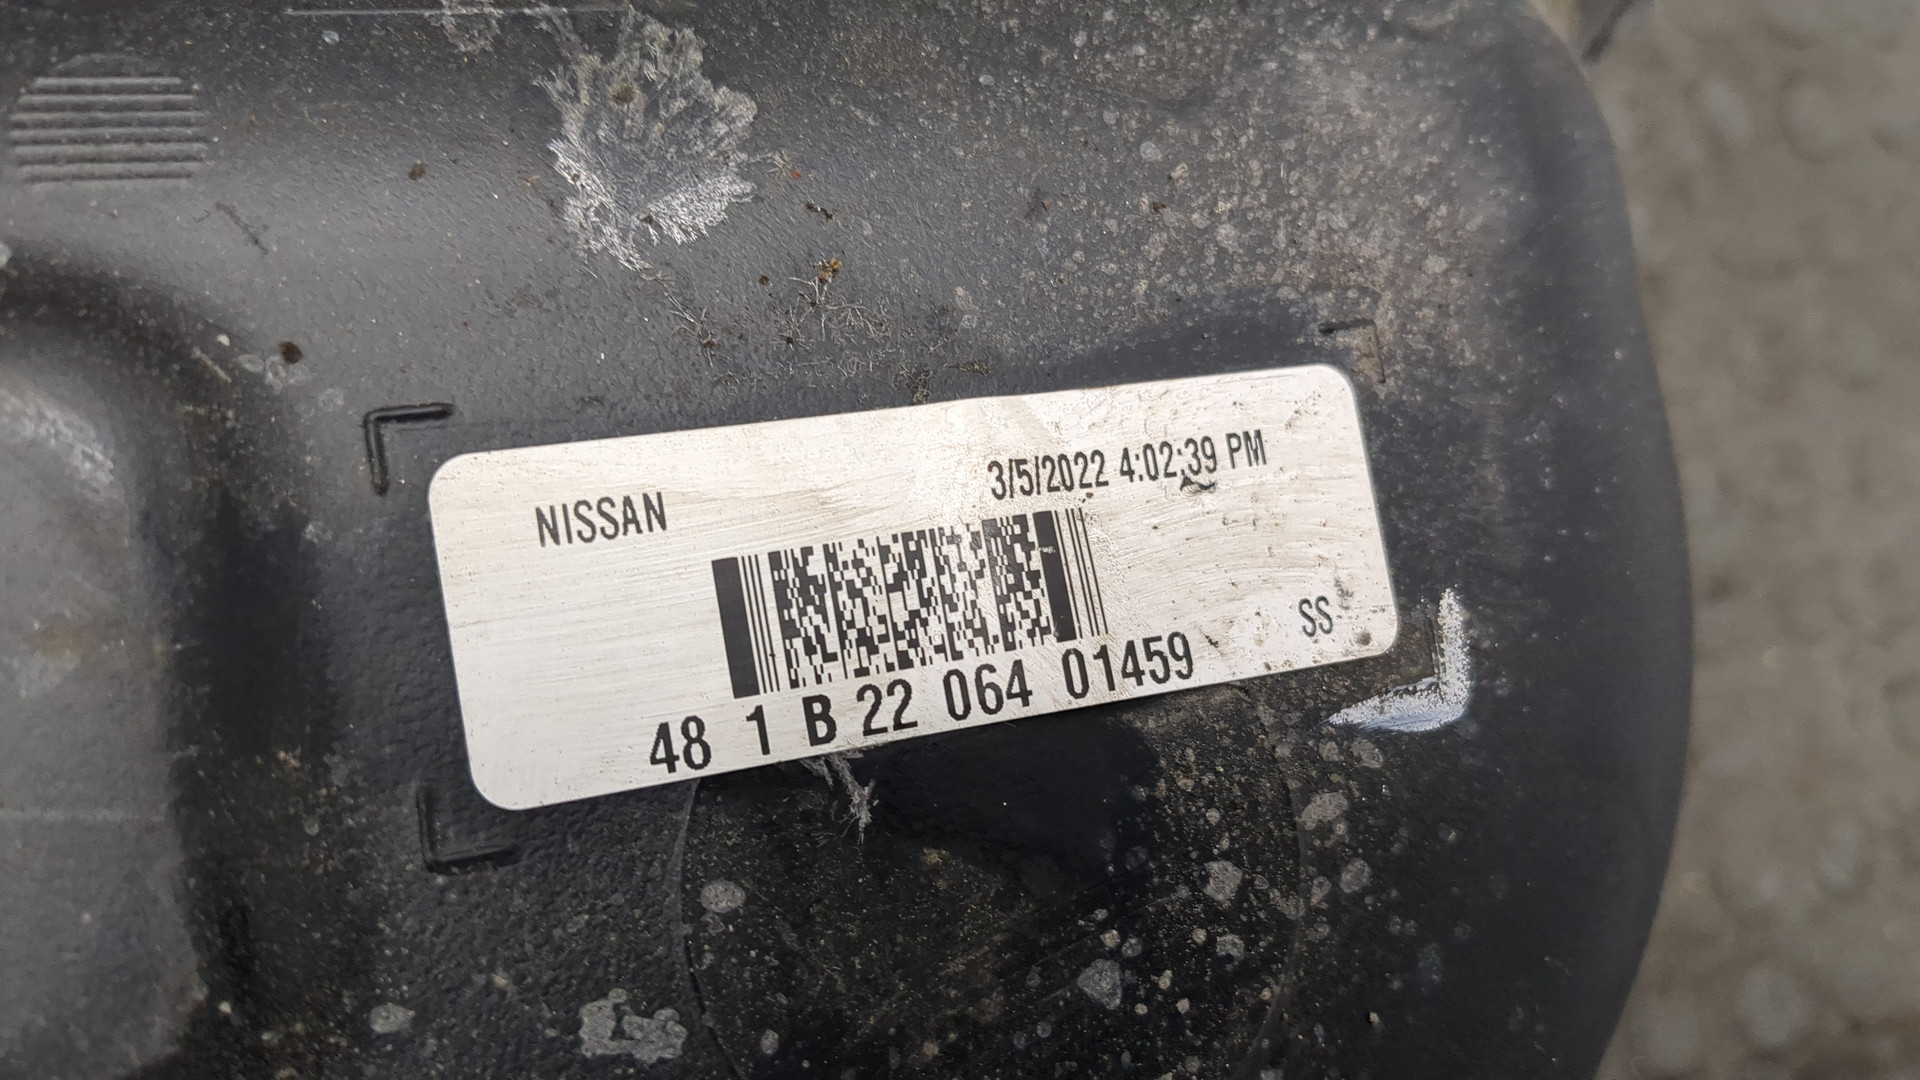 NISSAN
3/5/2022 4:02:39 PM
SS
48 1 B 22 064 01459